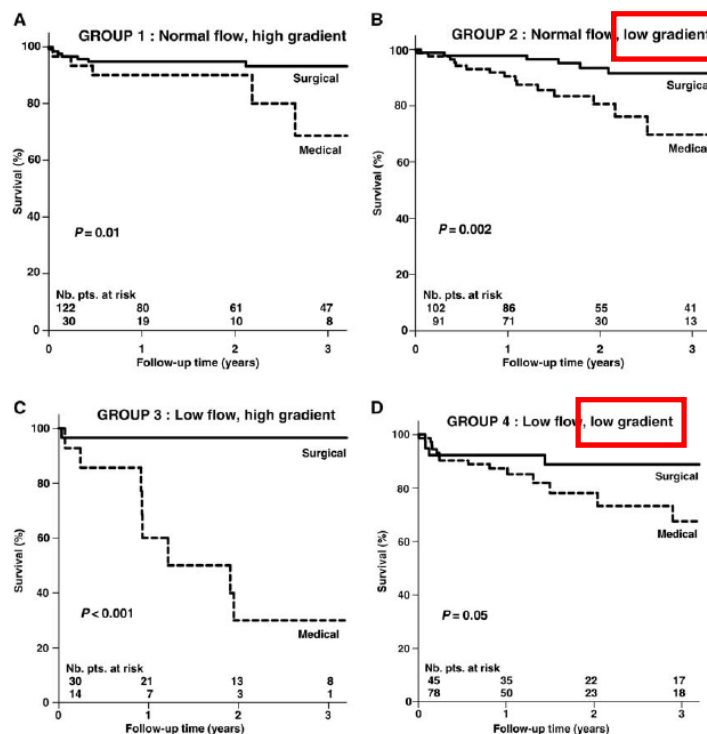 A
GROUP 1 : Normal flow, high gradient
100
80
60
40
20
0
Survival (%)
Surgical
Medical
P = 0.01
Nb. pts. at risk
122 80 61 47
30 19 10 8
0 1 2 3
Follow-up time (years)
B
GROUP 2 : Normal flow, low gradient
100
80
60
40
20
0
Survival (%)
Surgica
Medica
P = 0.002
Nb. pts. at risk
102 86 55 41
91 71 30 13
0 1 2 3
Follow-up time (years)
C
GROUP 3 : Low flow, high gradient
100
80
60
40
20
0
Survival (%)
Surgical
Medical
P < 0.001
Nb. pts. at risk
30 21 13 8
14 7 3 1
0 1 2 3
Follow-up time (years)
D
GROUP 4 : Low flow, low gradient
100
80
60
40
20
0
Survival (%)
Surgical
Medical
P = 0.05
Nb. pts. at risk
45 35 22 17
78 50 23 18
0 1 2 3
Follow-up time (years)